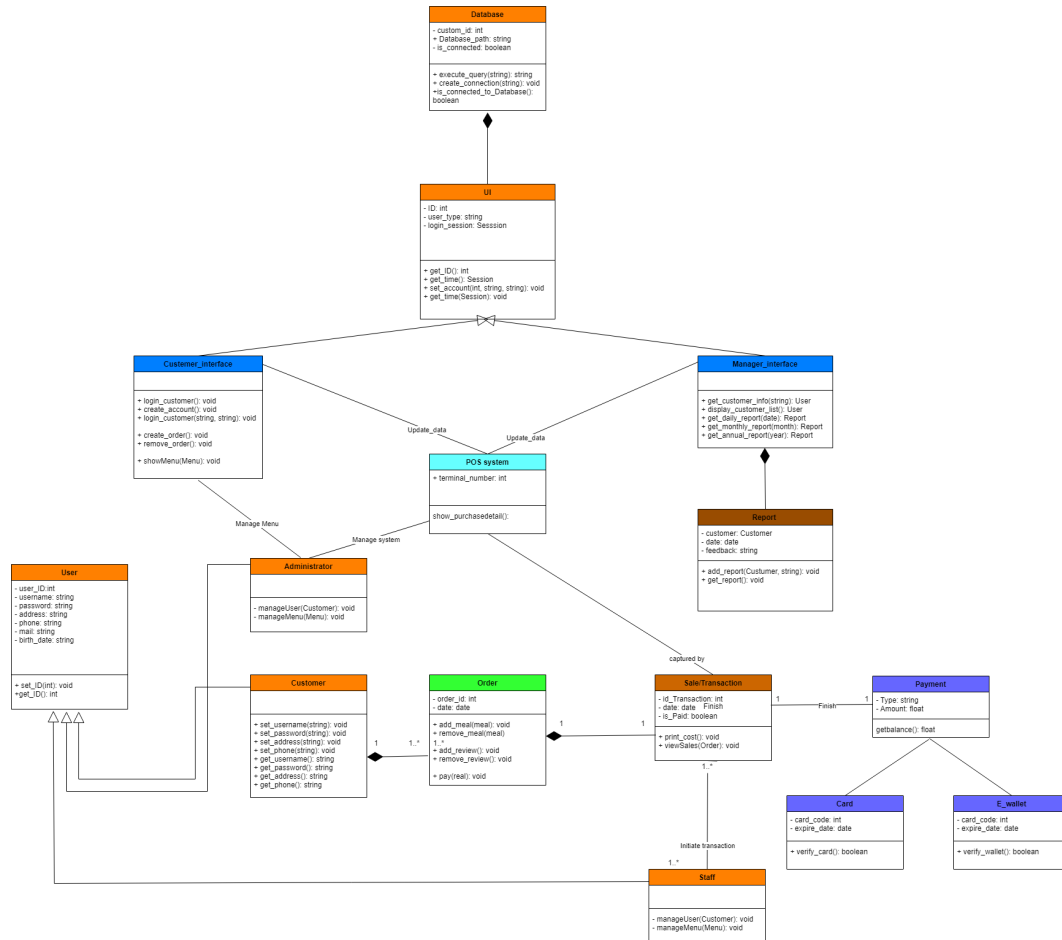 Database
- custom_id: int
+ Database_path: string
- is_connected: boolean
+ execute_query(string): string
+ create_connection(string): void
+is_connected_to_Database():
boolean
UI
- ID: int
- user_type: string
- login_session: Sesssion
+ get_ID(): int
+ get_time(): Session
+ set_account(int, string, string): void
+ get_time(Session): void
Custemer_interface
+ login_customer(): void
+ create_account(): void
+ login_customer(string, string): void
+ create_order(): void
+ remove_order(): void
+ showMenu(Menu): void
Manager_interface
+ get_customer_info(string): User
+ display_customer_list(): User
+ get_daily_report(date): Report
+ get_monthly_report(month): Report
+ get_annual_report(year): Report
Update_data
Update_data
POS system
+ terminal_number: int
show_purchasedetail():
Manage Menu
Manage system
Report
- customer: Customer
- date: date
- feedback: string
+ add_report(Custumer, string): void
+ get_report(): void
User
- user_ID:int
- username: string
- password: string
- address: string
- phone: string
- mail: string
- birth_date: string
+ set_ID(int): void
+get_ID(): int
Administrator
- manageUser(Customer): void
- manageMenu(Menu): void
captured by
Customer
+ set_username(string): void
+ set_password(string): void
+ set_address(string): void
+ set_phone(string): void
+ get_username(): string
+ get_password(): string
+ get_address(): string
+ get_phone(): string
1
1..*
Order
- order_id: int
- date: date
+ add_meal(meal): void
+ remove_meal(meal)
1..*
+ add_review(): void
+ remove_review(): void
+ pay(real): void
1
1
Sale/Transaction
- id_Transaction: int
- date: date
Finish
- is_Paid: boolean
+ print_cost(): void
+ viewSales(Order): void
1
Finish
1
Payment
- Type: string
- Amount: float
getbalance(): float
1..*
Card
- card_code: int
- expire_date: date
+ verify_card(): boolean
E_wallet
- card_code: int
- expire_date: date
+ verify_wallet(): boolean
Initiate transaction
1..*
Staff
- manageUser(Customer): void
- manageMenu(Menu): void